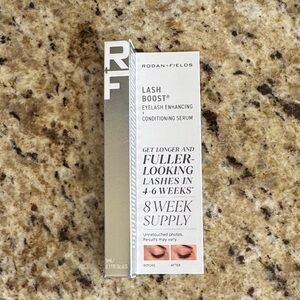 RF
RODAN+FIELDS
LASH
BOOST®
EYELASH ENHANCING
CONDITIONING SERUM
GET LONGER AND
FULLER-
LOOKING
LASHES IN
4-6 WEEKS*
8 WEEK
SUPPLY
Unretouched photos.
Results may vary.
BEFORE
AFTER